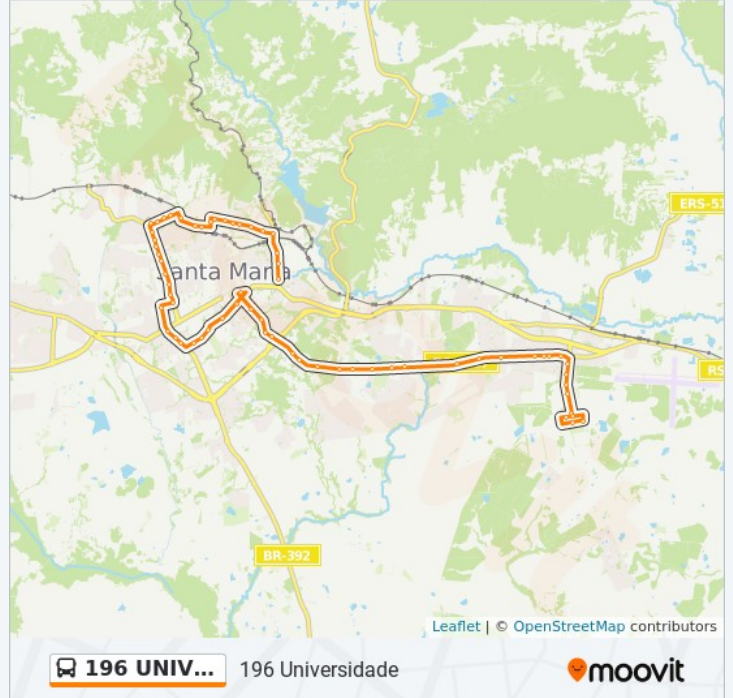 ERS-51
Santa Maria
RS
BR-392
Leaflet | © OpenStreetMap contributors
196 UNIV...
196 Universidade
moovit